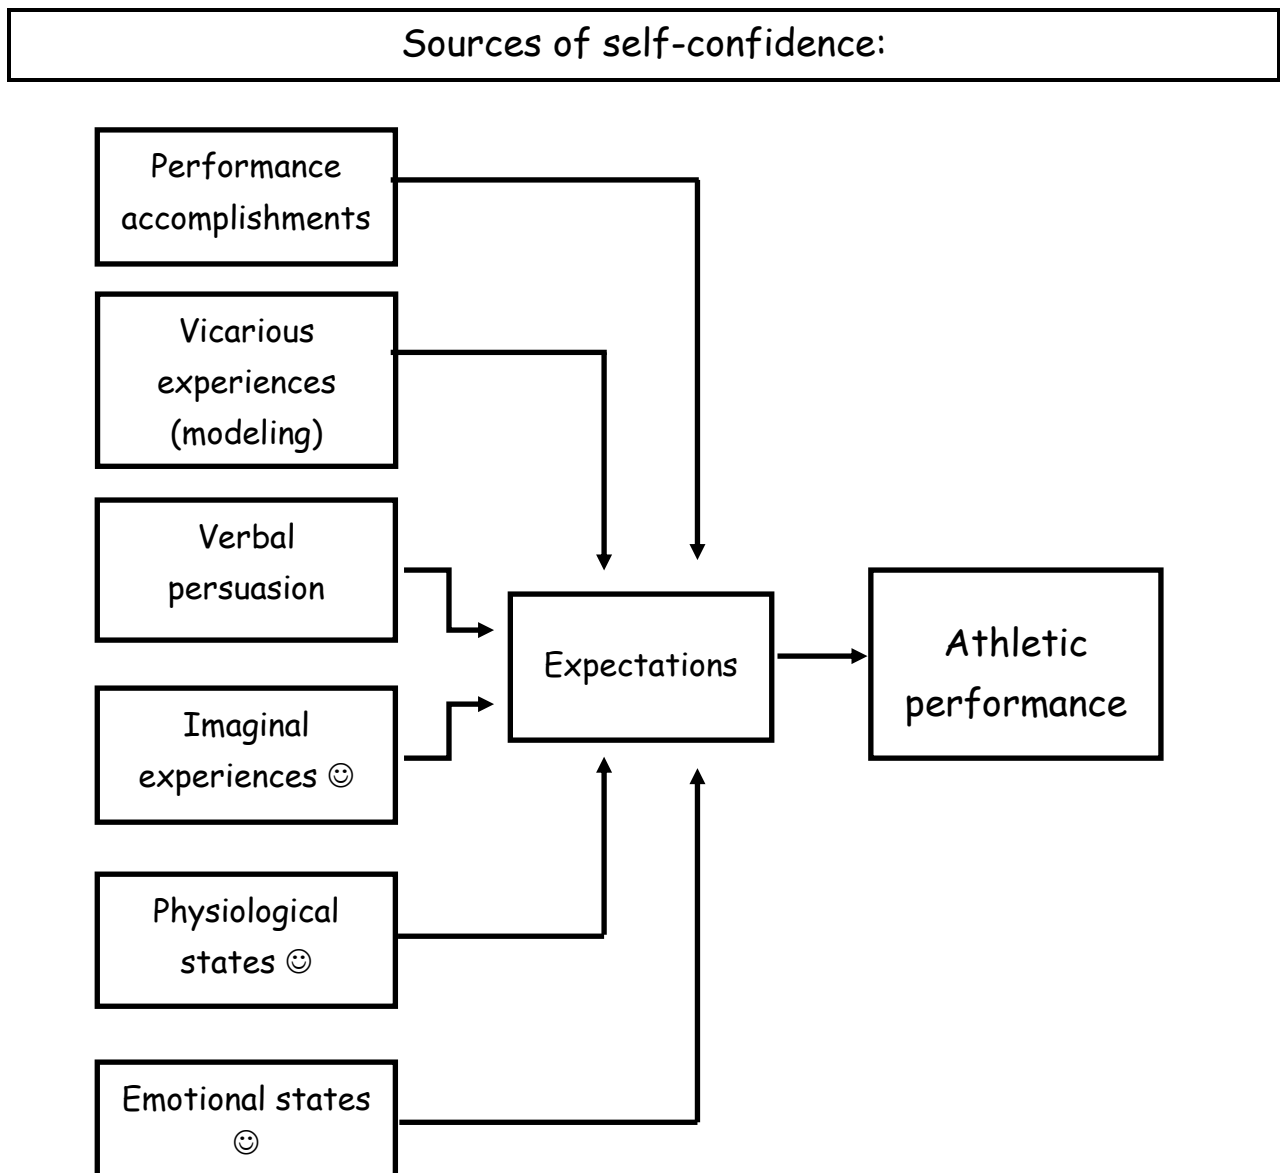 Sources of self-confidence:
Performance
accomplishments
Vicarious
experiences
(modeling)
Verbal
persuasion
Imaginal
experiences ☺
Physiological
states ☺
Emotional states
☺
Expectations
Athletic
performance